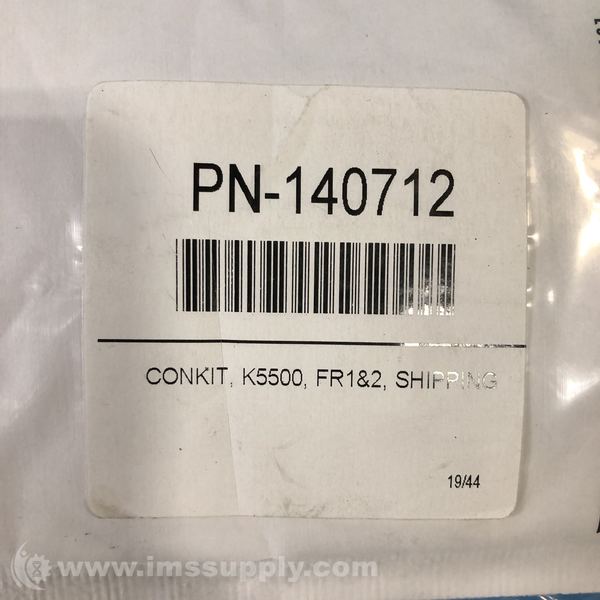 PN-140712
CONKIT, K5500, FR1&2, SHIPPING
19/44
www.imssupply.com